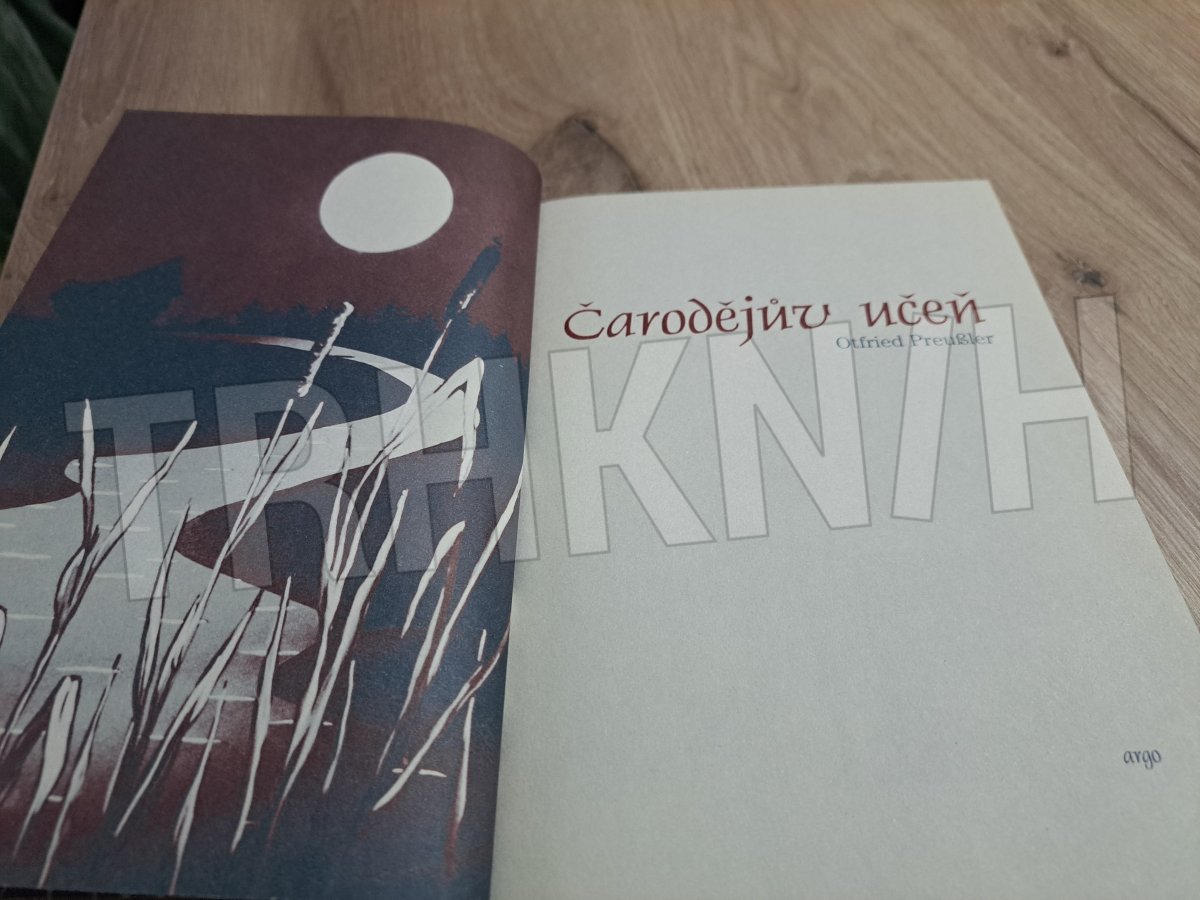 Čarodějův učeň
Otfried Preußler
TRHKNIH
argo